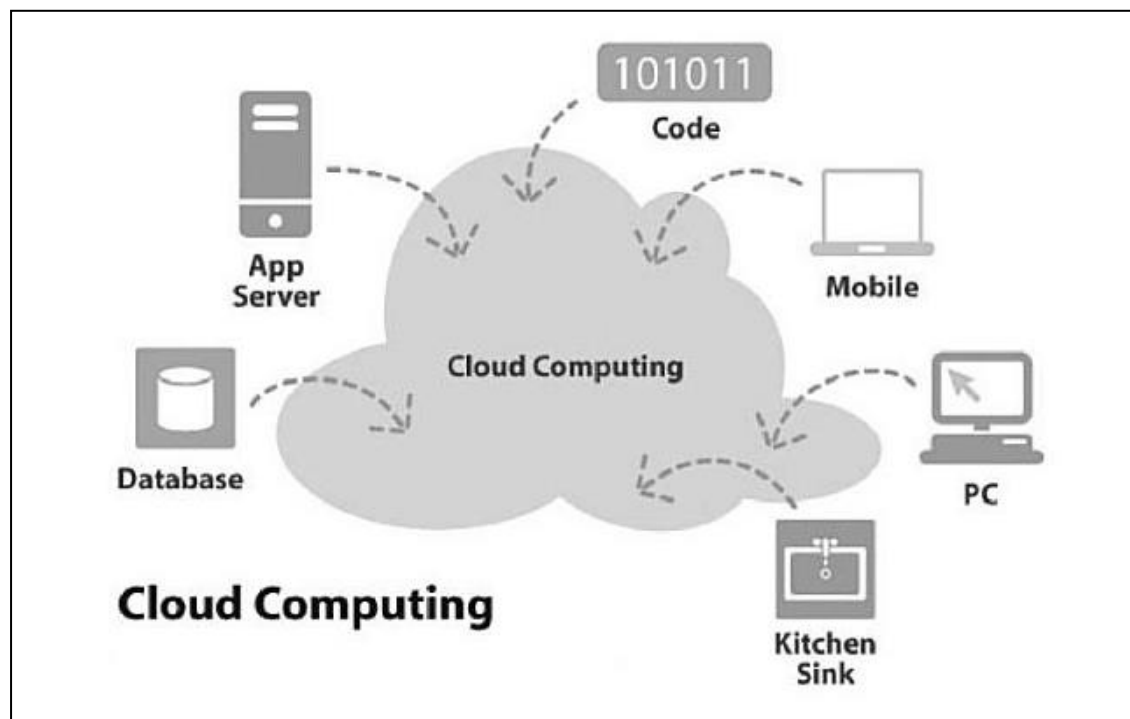 101011
Code
App
Server
Mobile
Cloud Computing
Database
PC
Cloud Computing
Kitchen
Sink